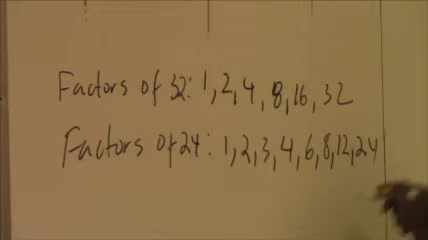 Factors of 32: 1, 2, 4, 8, 16, 32
Factors of 24: 1, 2, 3, 4, 6, 8, 12, 24